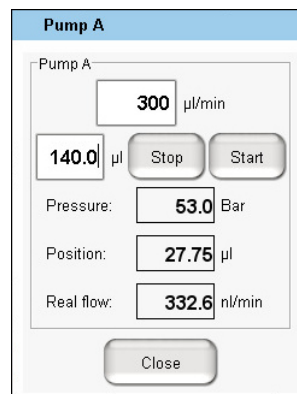 Pump A
Pump A
300 µl/min
140.0 µl Stop Start
Pressure: 53.0 Bar
Position: 27.75 µl
Real flow: 332.6 nl/min
Close